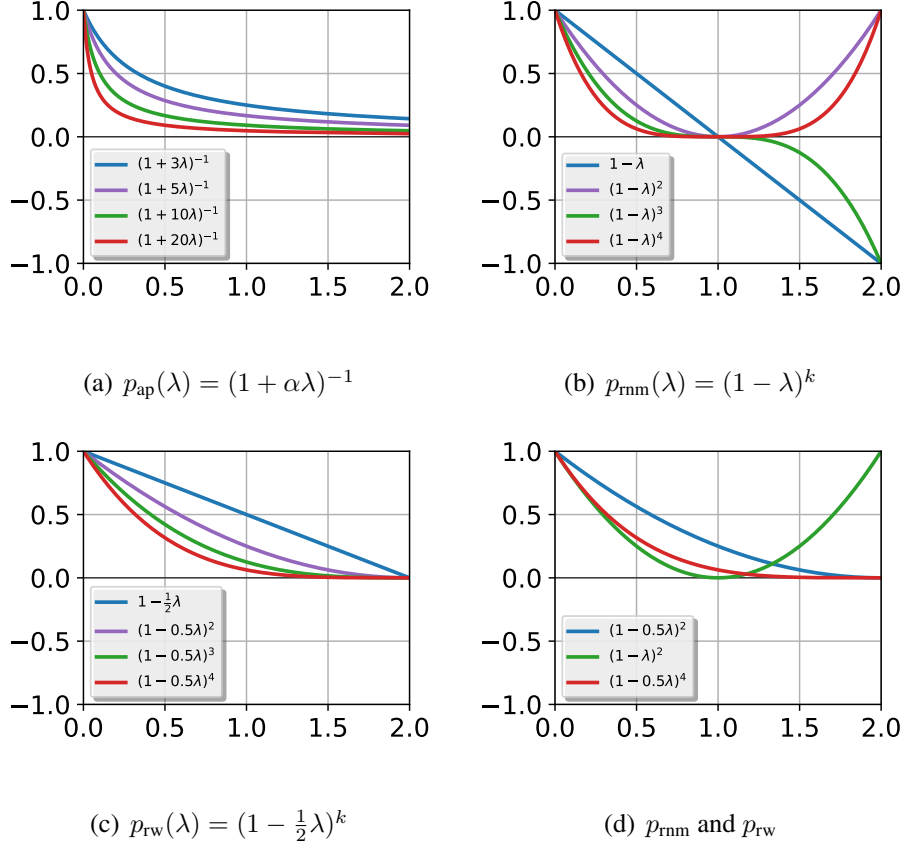 1.0
0.5
0.0
−0.5
−1.0
0.0 0.5 1.0 1.5 2.0
(1 + 3λ)⁻¹
(1 + 5λ)⁻¹
(1 + 10λ)⁻¹
(1 + 20λ)⁻¹
(a) p_ap(λ) = (1 + αλ)⁻¹
1.0
0.5
0.0
−0.5
−1.0
0.0 0.5 1.0 1.5 2.0
1 − λ
(1 − λ)²
(1 − λ)³
(1 − λ)⁴
(b) p_rnm(λ) = (1 − λ)ᵏ
1.0
0.5
0.0
−0.5
−1.0
0.0 0.5 1.0 1.5 2.0
1 − ½λ
(1 − 0.5λ)²
(1 − 0.5λ)³
(1 − 0.5λ)⁴
(c) p_rw(λ) = (1 − ½λ)ᵏ
1.0
0.5
0.0
−0.5
−1.0
0.0 0.5 1.0 1.5 2.0
(1 − 0.5λ)²
(1 − λ)²
(1 − 0.5λ)⁴
(d) p_rnm and p_rw